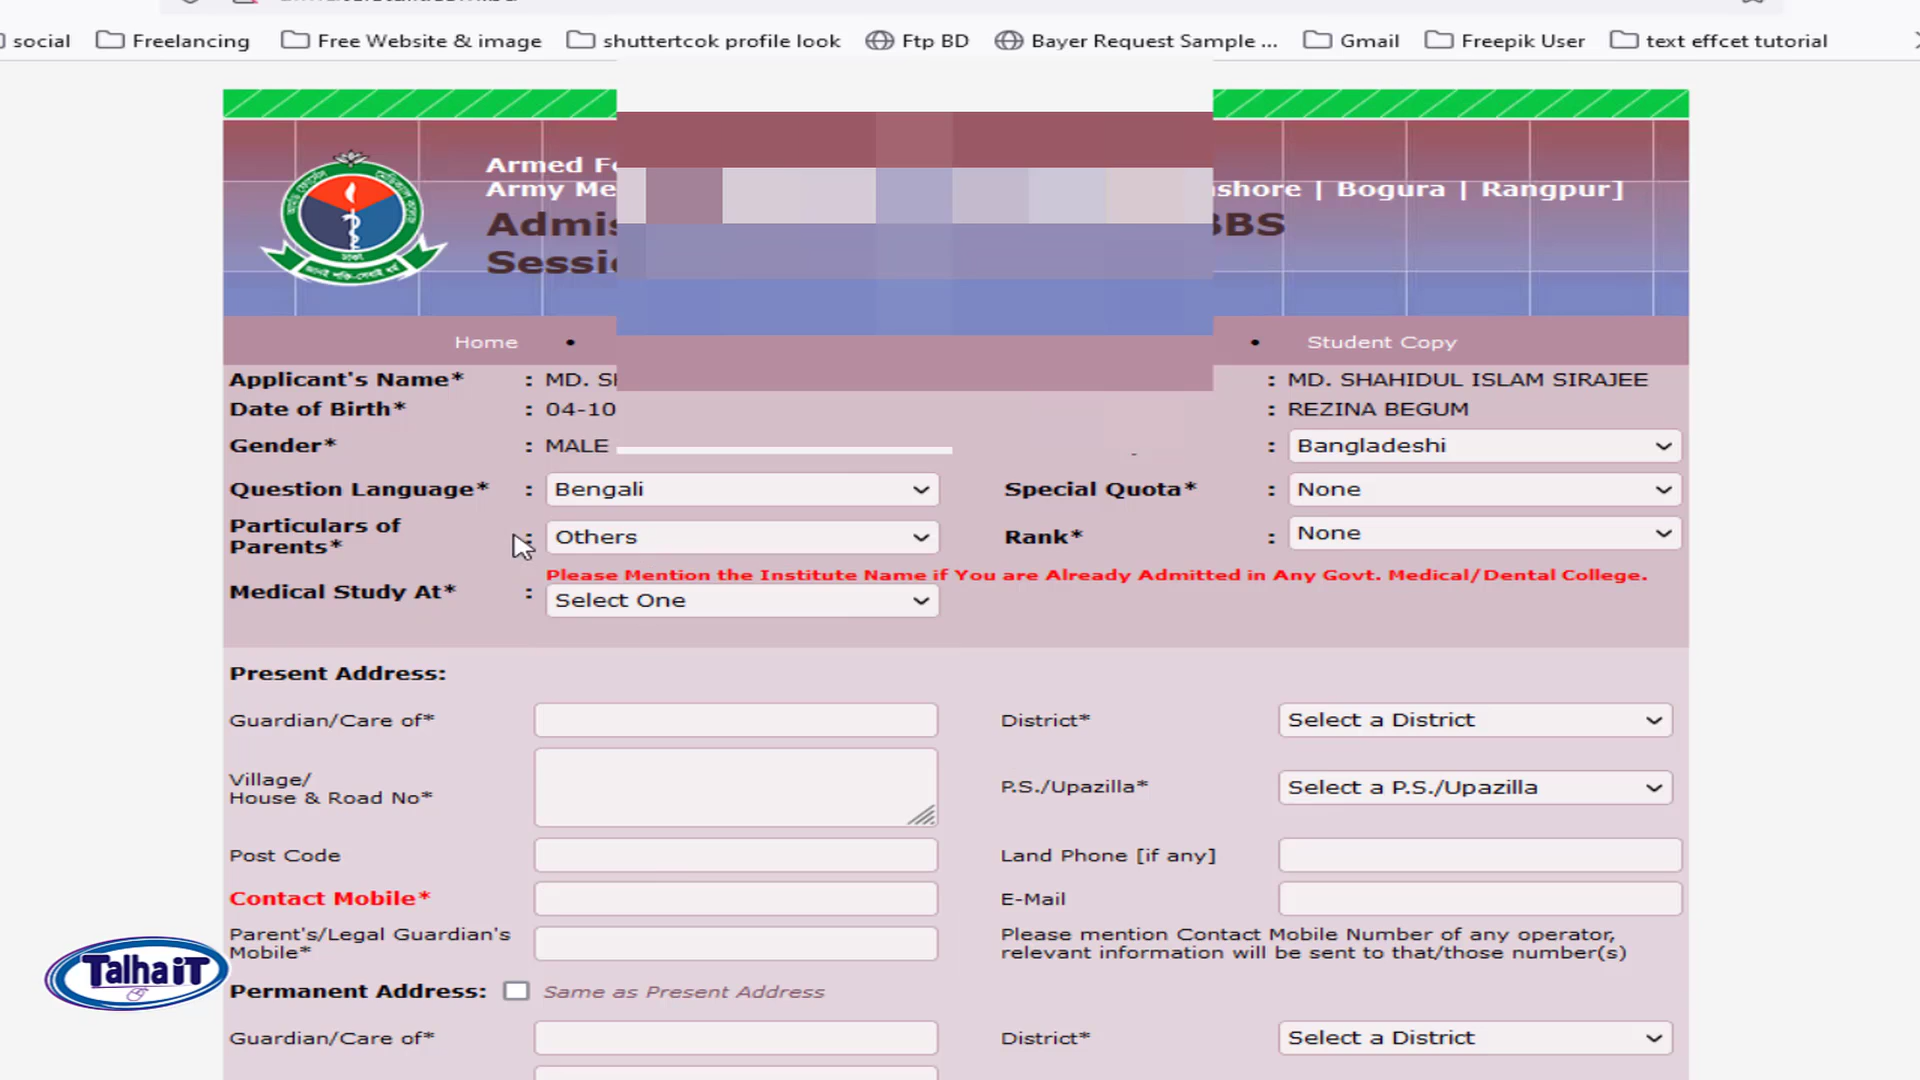 social Freelancing Free Website & image shuttertcok profile look Ftp BD Bayer Request Sample ... Gmail Freepik User text effcet tutorial
Armed
Army [ashore | Bogura | Rangpur]
BBS
Home • • Student Copy
Applicant's Name* : MD. : MD. SHAHIDUL ISLAM SIRAJEE
Date of Birth* : 04-10 : REZINA BEGUM
Gender* : MALE : Bangladeshi
Question Language* : Bengali Special Quota* : None
Particulars of
Parents* : Others Rank* : None
Please Mention the Institute Name if You are Already Admitted in Any Govt. Medical/Dental College.
Medical Study At* : Select One
Present Address:
Guardian/Care of* District* Select a District
Village/
House & Road No* P.S./Upazilla* Select a P.S./Upazilla
Post Code Land Phone [if any]
Contact Mobile* E-Mail
Parent's/Legal Guardian's
Mobile*
Please mention Contact Mobile Number of any operator,
relevant information will be sent to that/those number(s)
Talha iT
Permanent Address: Same as Present Address
Guardian/Care of* District* Select a District